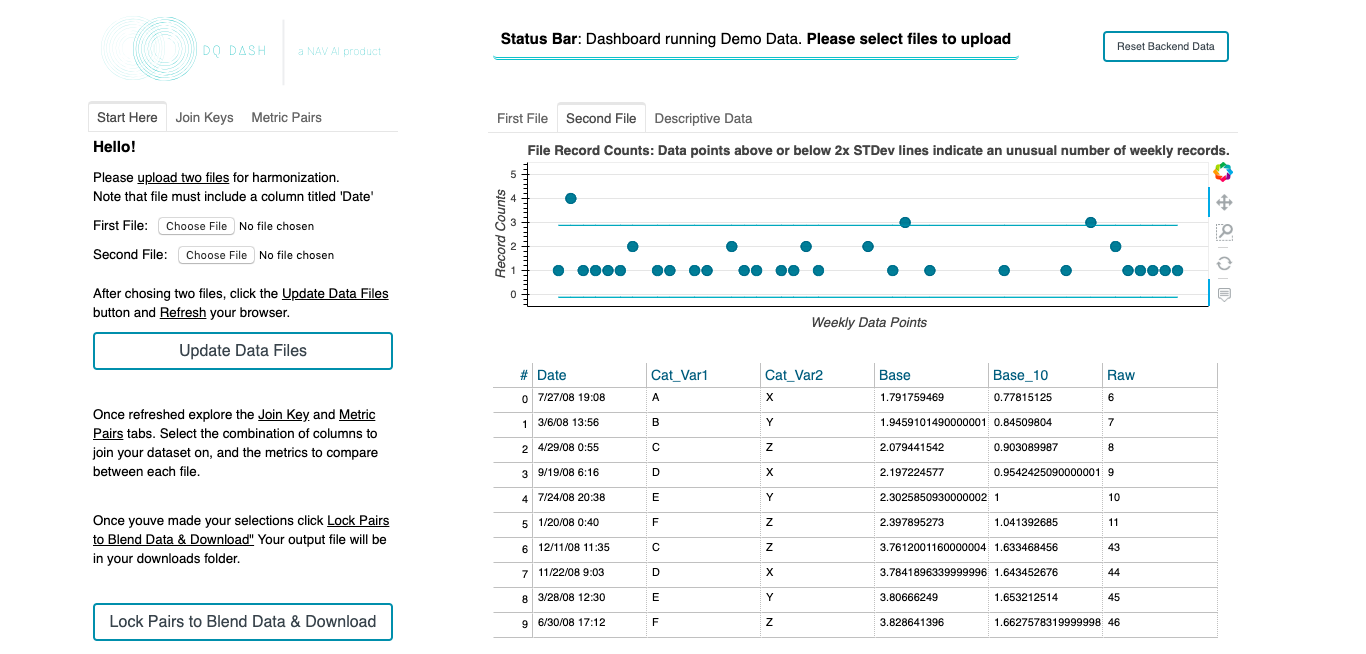 DQ DASH
a NAV AI product
Status Bar: Dashboard running Demo Data. Please select files to upload
Reset Backend Data
Start Here Join Keys Metric Pairs
Hello!
Please upload two files for harmonization.
Note that file must include a column titled 'Date'
First File: Choose File No file chosen
Second File: Choose File No file chosen
After chosing two files, click the Update Data Files
button and Refresh your browser.
Update Data Files
Once refreshed explore the Join Key and Metric
Pairs tabs. Select the combination of columns to
join your dataset on, and the metrics to compare
between each file.
Once youve made your selections click Lock Pairs
to Blend Data & Download" Your output file will be
in your downloads folder.
Lock Pairs to Blend Data & Download
First File Second File Descriptive Data
File Record Counts: Data points above or below 2x STDev lines indicate an unusual number of weekly records.
Record Counts
5
4
3
2
1
0
Weekly Data Points
# Date Cat_Var1 Cat_Var2 Base Base_10 Raw
0 7/27/08 19:08 A X 1.791759469 0.77815125 6
1 3/6/08 13:56 B Y 1.9459101490000001 0.84509804 7
2 4/29/08 0:55 C Z 2.079441542 0.903089987 8
3 9/19/08 6:16 D X 2.197224577 0.9542425090000001 9
4 7/24/08 20:38 E Y 2.3025850930000002 1 10
5 1/20/08 0:40 F Z 2.397895273 1.041392685 11
6 12/11/08 11:35 C Z 3.7612001160000004 1.633468456 43
7 11/22/08 9:03 D X 3.7841896339999996 1.643452676 44
8 3/28/08 12:30 E Y 3.80666249 1.653212514 45
9 6/30/08 17:12 F Z 3.828641396 1.6627578319999998 46